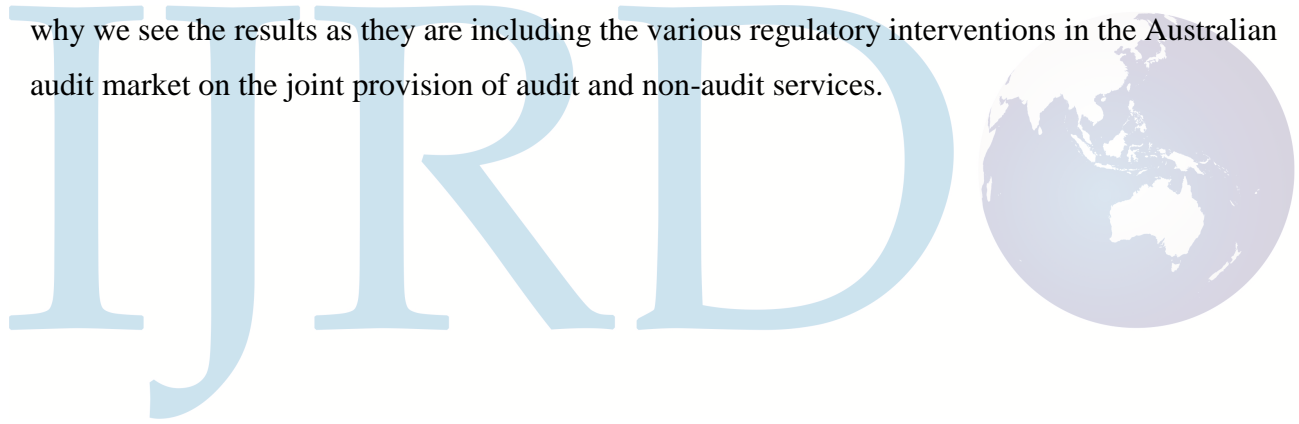 why we see the results as they are including the various regulatory interventions in the Australian
audit market on the joint provision of audit and non-audit services.
IJRD